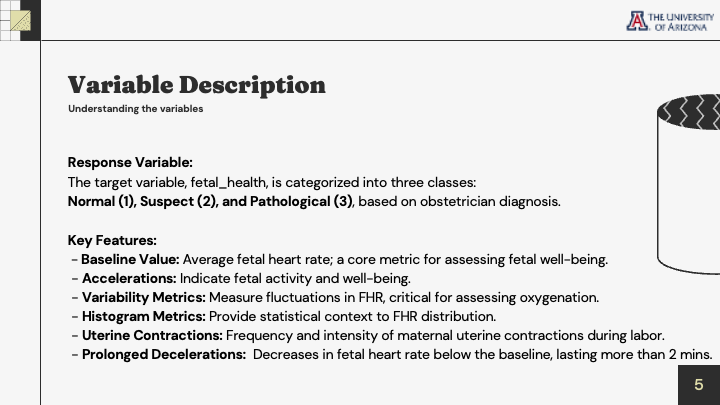 THE UNIVERSITY
OF ARIZONA
Variable Description
Understanding the variables
Response Variable:
The target variable, fetal_health, is categorized into three classes:
Normal (1), Suspect (2), and Pathological (3), based on obstetrician diagnosis.
Key Features:
- Baseline Value: Average fetal heart rate; a core metric for assessing fetal well-being.
- Accelerations: Indicate fetal activity and well-being.
- Variability Metrics: Measure fluctuations in FHR, critical for assessing oxygenation.
- Histogram Metrics: Provide statistical context to FHR distribution.
- Uterine Contractions: Frequency and intensity of maternal uterine contractions during labor.
- Prolonged Decelerations:  Decreases in fetal heart rate below the baseline, lasting more than 2 mins.
5